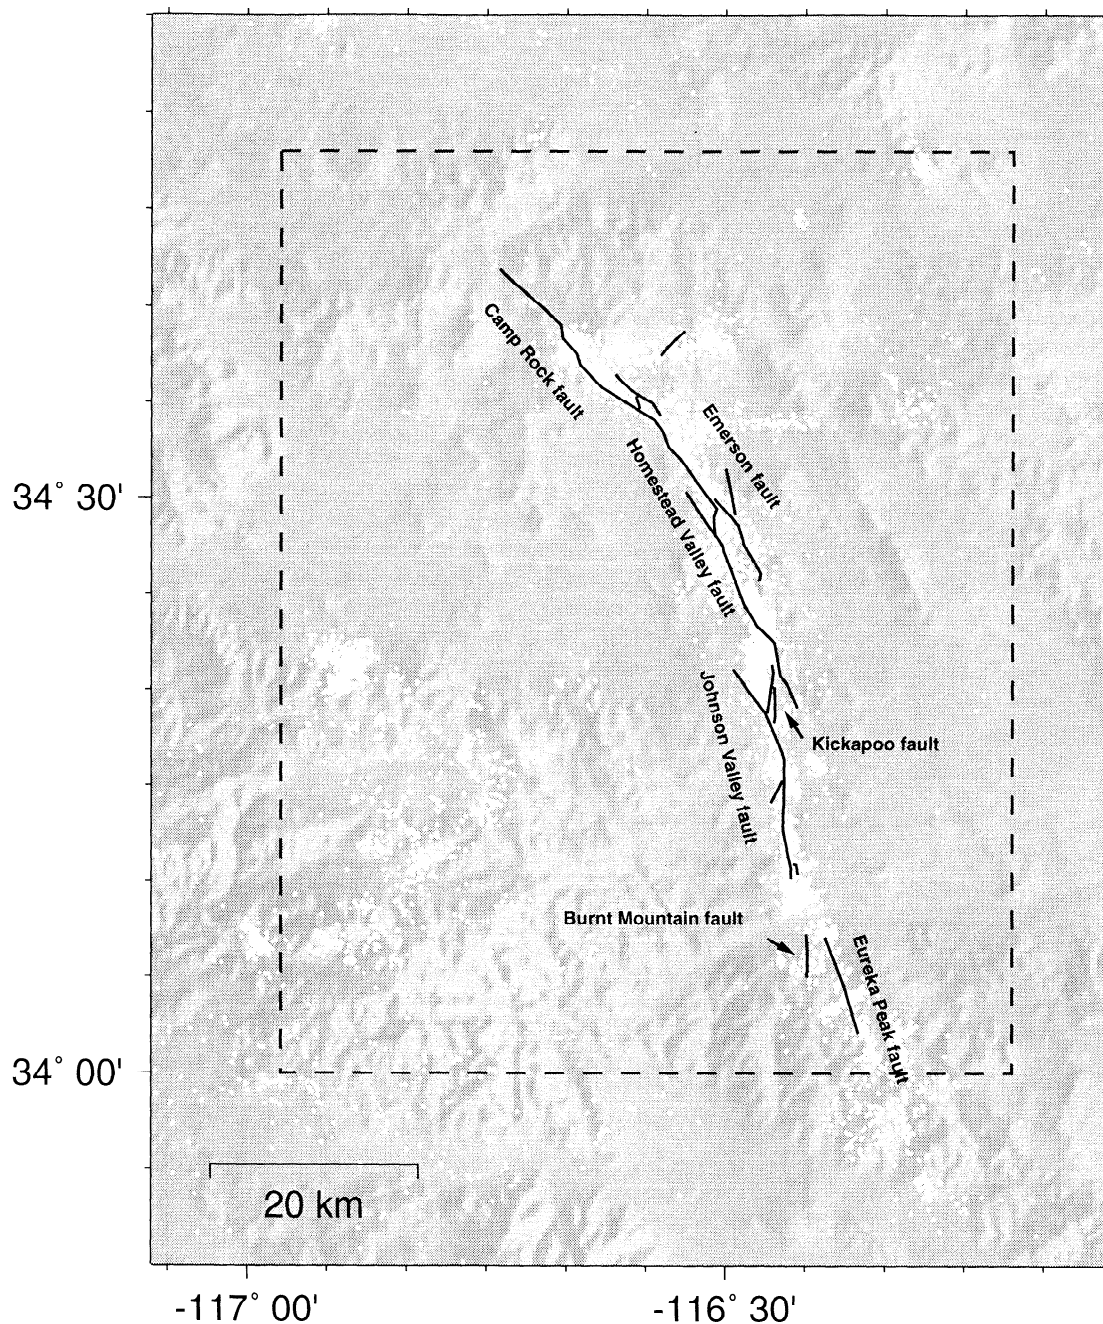 Camp Rock fault
Emerson fault
Homestead Valley fault
34° 30'
Johnson Valley fault
Kickapoo fault
Burnt Mountain fault
Eureka Peak fault
34° 00'
20 km
-117° 00'
-116° 30'